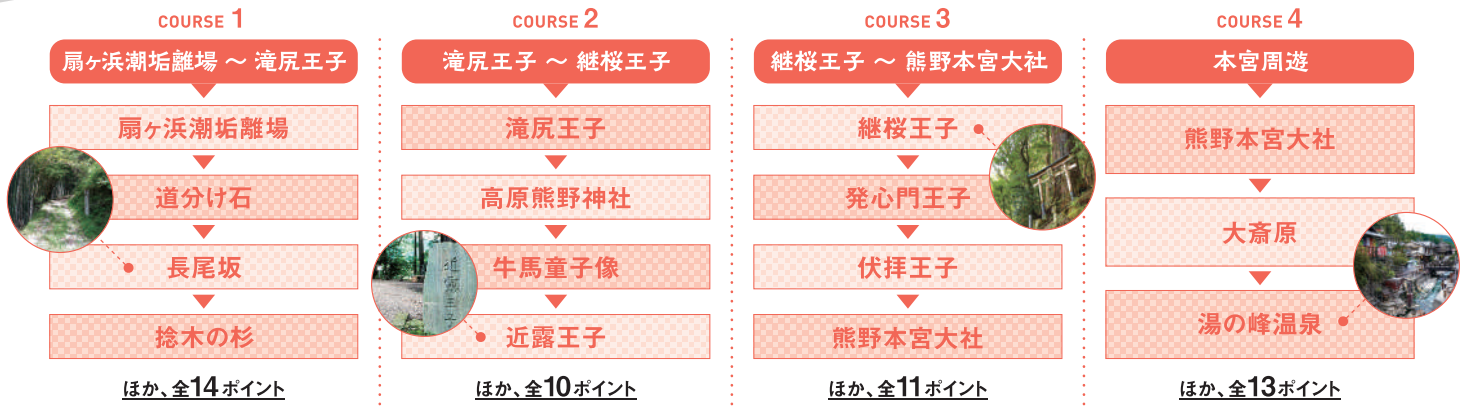 COURSE 1
扇ヶ浜潮垢離場 ～ 滝尻王子
扇ヶ浜潮垢離場
道分け石
長尾坂
捻木の杉
ほか、全14ポイント
COURSE 2
滝尻王子 ～ 継桜王子
滝尻王子
高原熊野神社
牛馬童子像
近露王子
近露王子
ほか、全10ポイント
COURSE 3
継桜王子 ～ 熊野本宮大社
継桜王子
発心門王子
伏拝王子
熊野本宮大社
ほか、全11ポイント
COURSE 4
本宮周遊
熊野本宮大社
大斎原
湯の峰温泉
ほか、全13ポイント